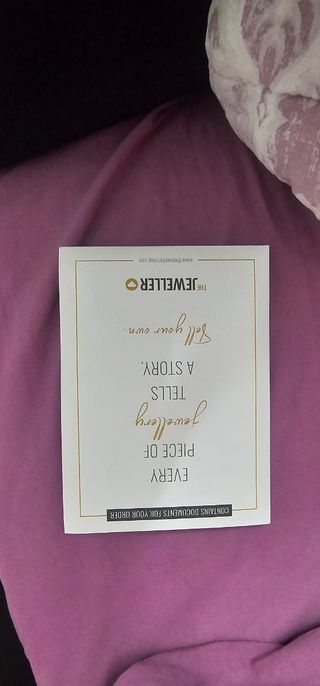 CONTAINS DOCUMENTS FOR YOUR ORDER
EVERY
PIECE OF
jewellery
TELLS
A STORY.
Tell your own.
THE JEWELLER